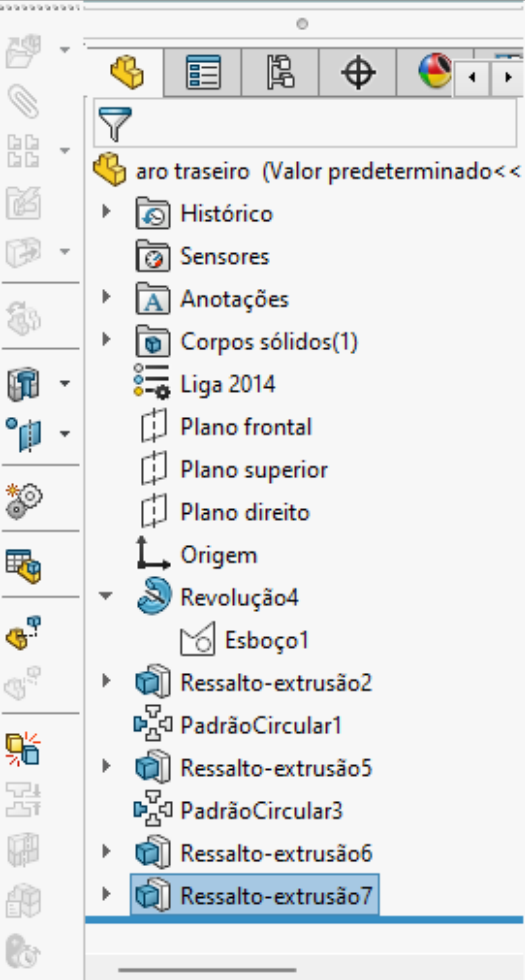 aro traseiro (Valor predeterminado<<
Histórico
Sensores
Anotações
Corpos sólidos(1)
Liga 2014
Plano frontal
Plano superior
Plano direito
Origem
Revolução4
Esboço1
Ressalto-extrusão2
PadrãoCircular1
Ressalto-extrusão5
PadrãoCircular3
Ressalto-extrusão6
Ressalto-extrusão7